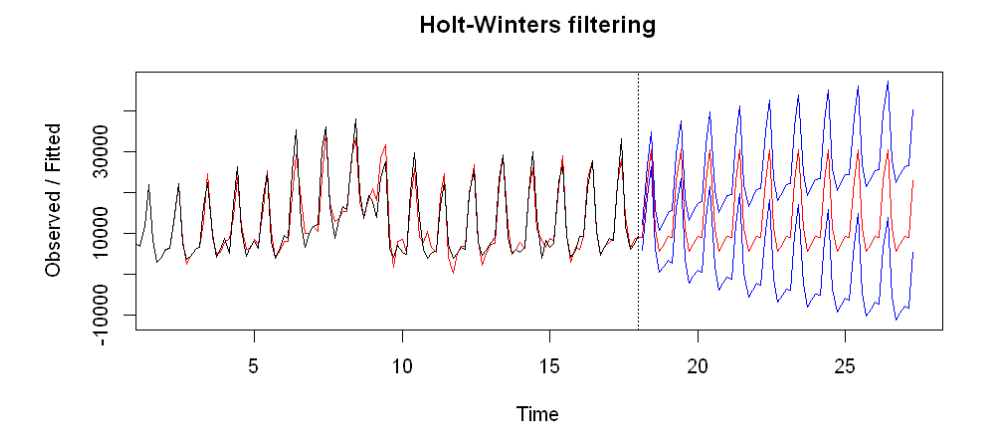 Holt-Winters filtering
Observed / Fitted
30000
10000
-10000
5
10
15
20
25
Time